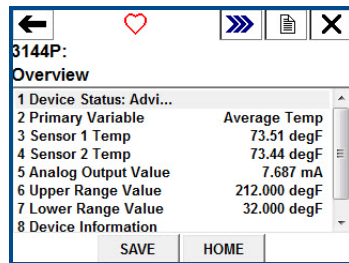 3144P:
Overview
1 Device Status: Advi...
2 Primary Variable Average Temp
3 Sensor 1 Temp 73.51 degF
4 Sensor 2 Temp 73.44 degF
5 Analog Output Value 7.687 mA
6 Upper Range Value 212.000 degF
7 Lower Range Value 32.000 degF
8 Device Information
SAVE HOME